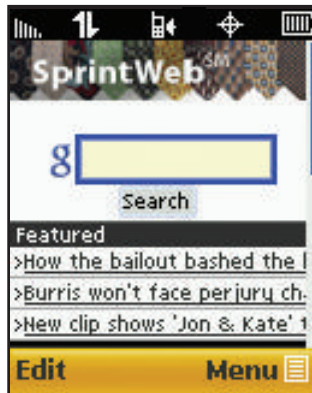 SprintWeb SM
g
Search
Featured
>How the bailout bashed the
>Burris won't face perjury ch
>New clip shows 'Jon & Kate'
Edit Menu